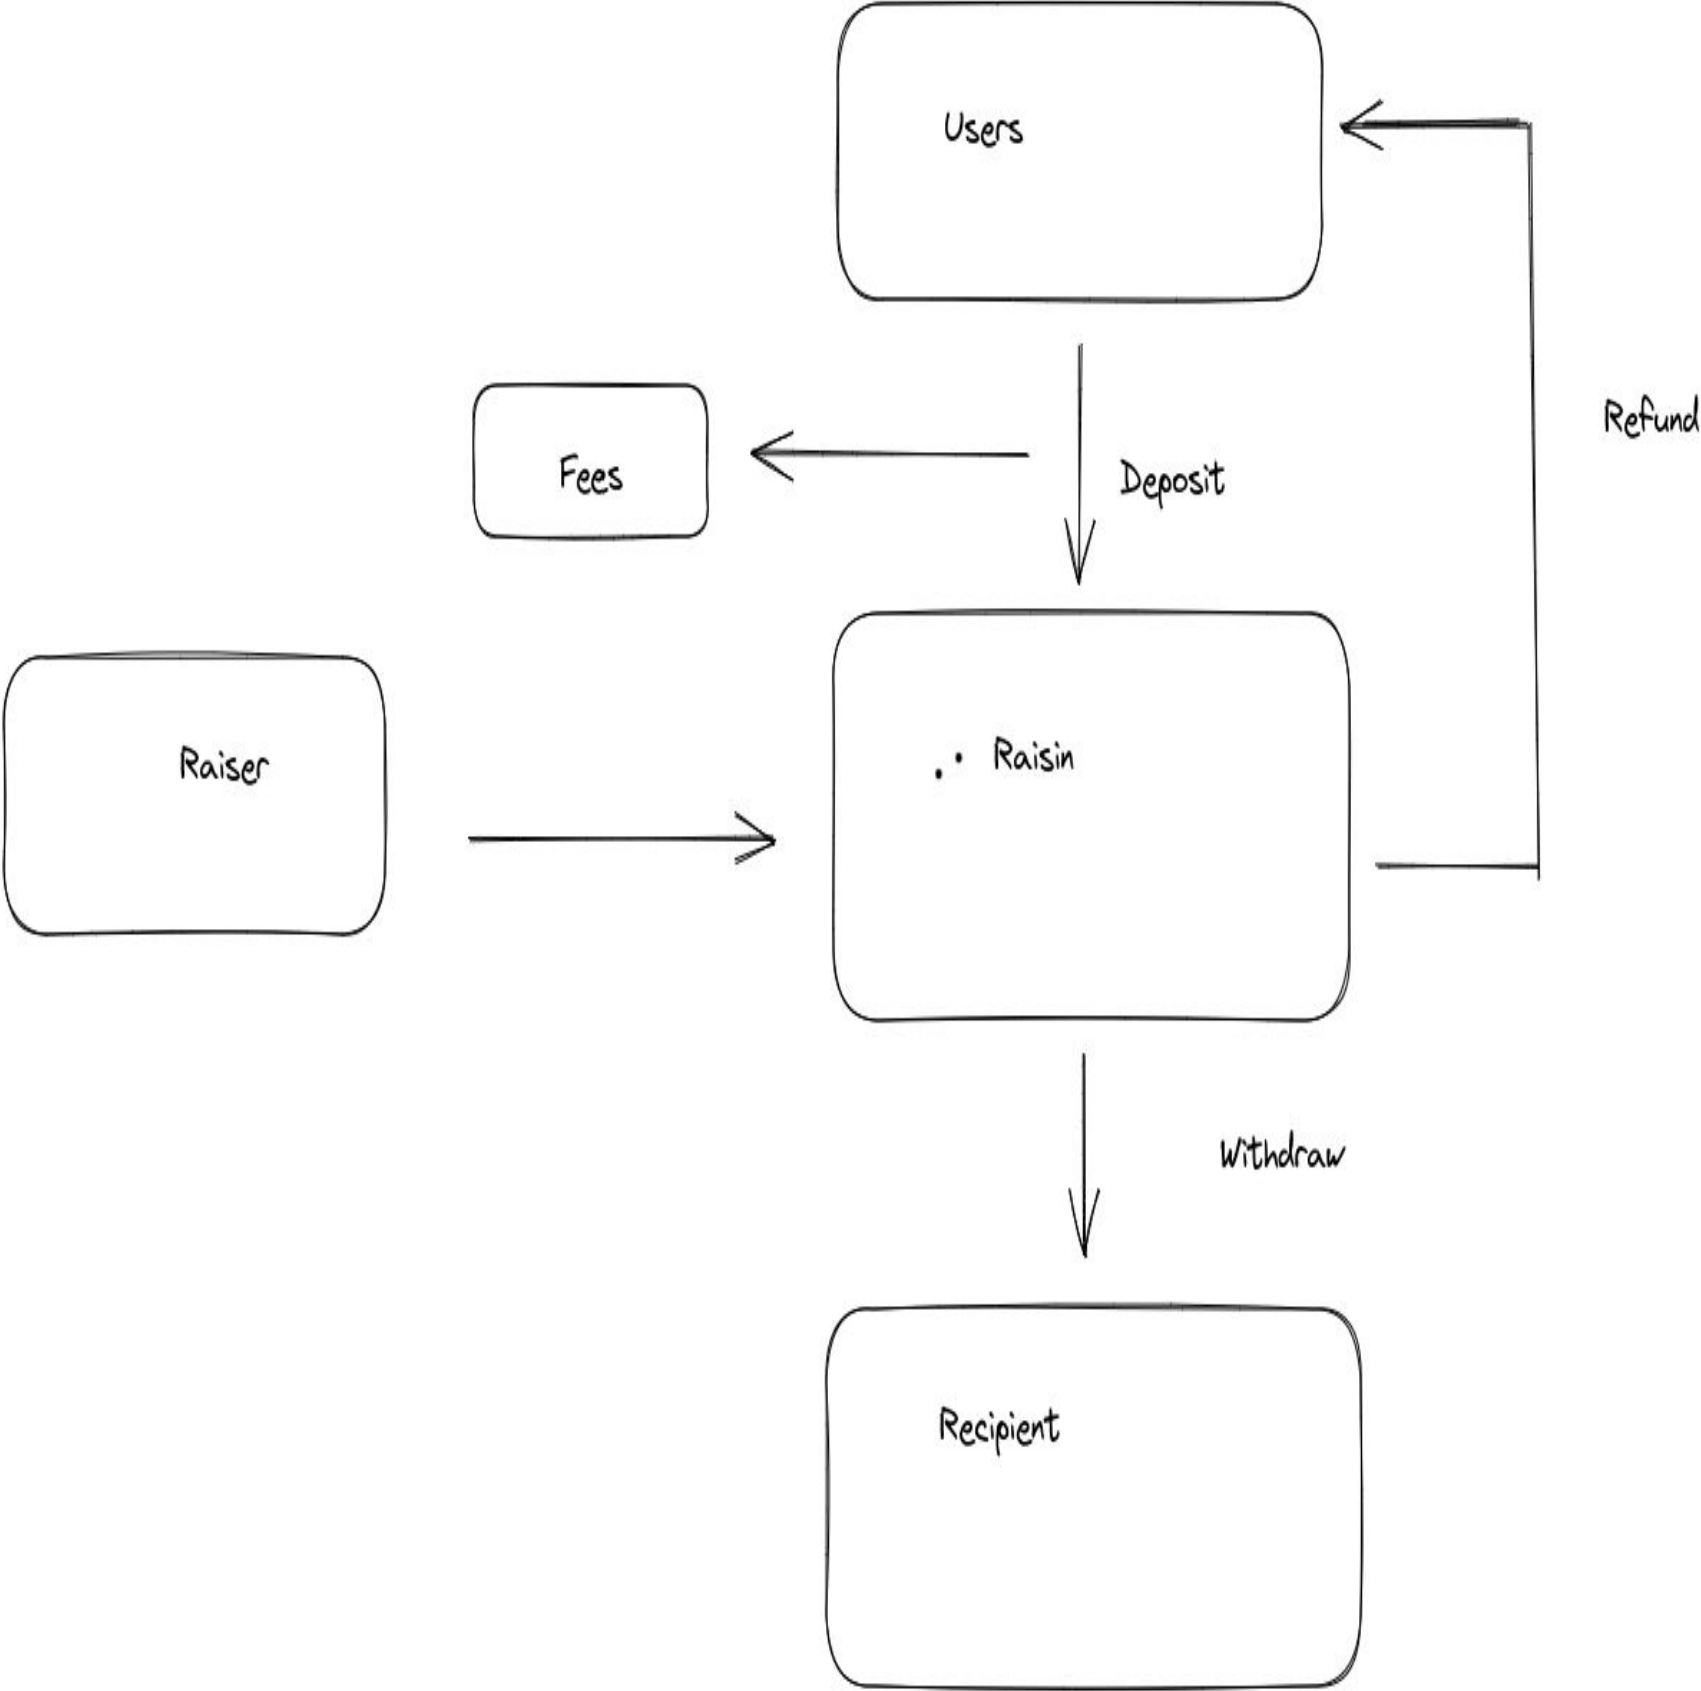 Users
Refund
Fees
Deposit
Raiser
Raisin
Withdraw
Recipient